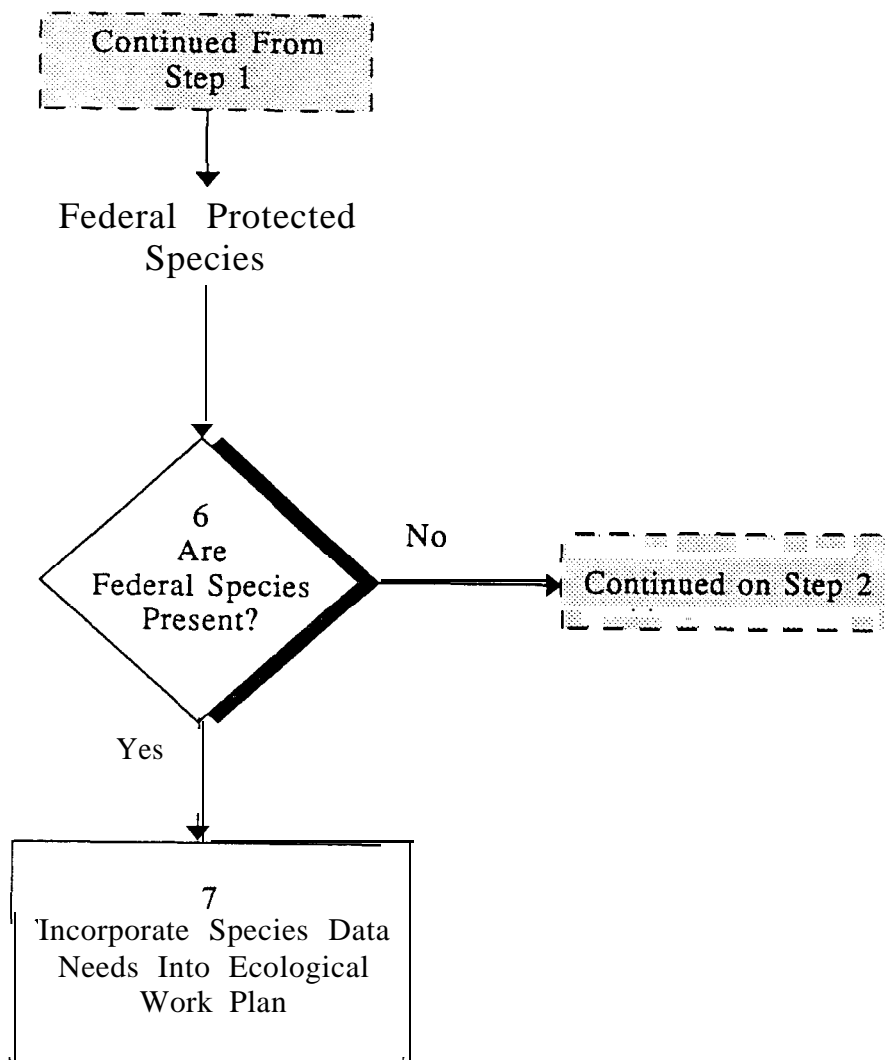 Continued From
Step 1
Federal Protected
Species
6
Are
Federal Species
Present?
No
Continued on Step 2
Yes
7
Incorporate Species Data
Needs Into Ecological
Work Plan